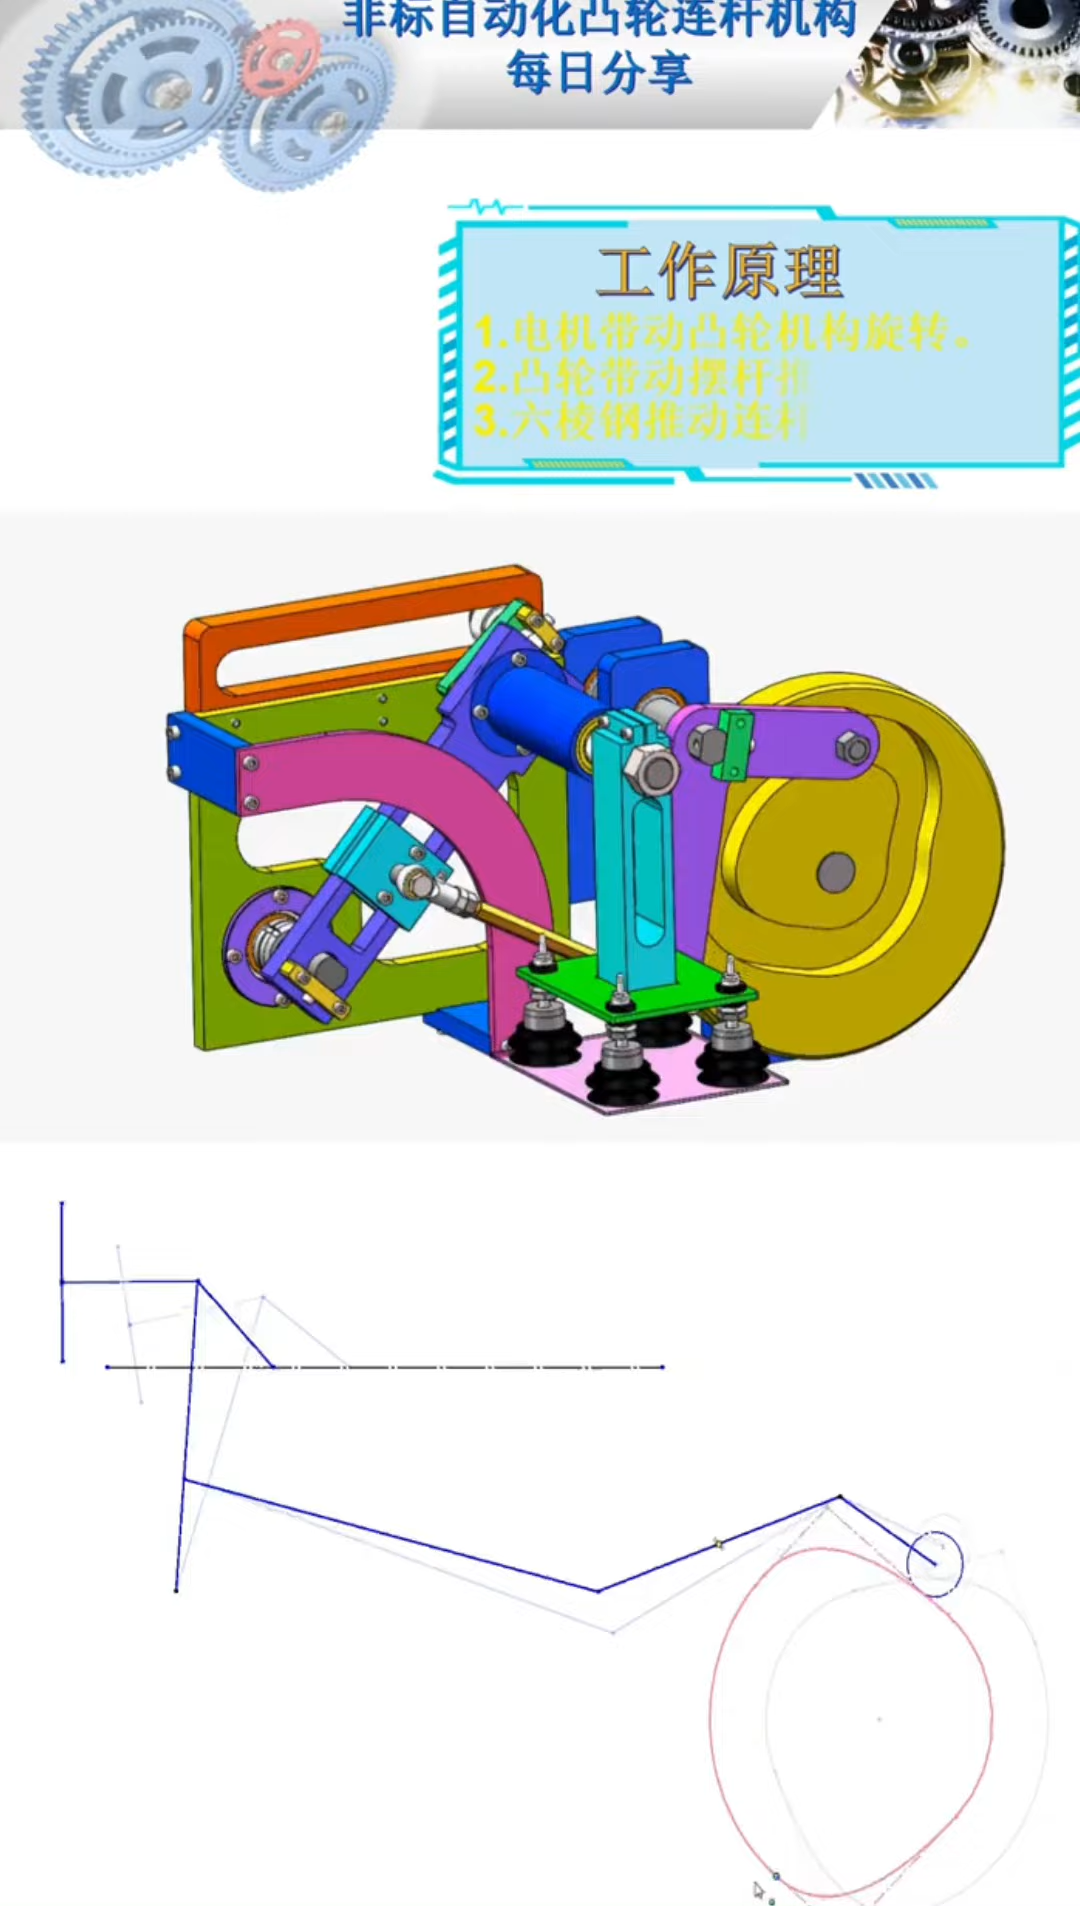 非标自动化凸轮连杆机构
每日分享
工作原理
1.电机带动凸轮机构旋转。
2.凸轮带动摆杆推
3.六棱钢推动连杆